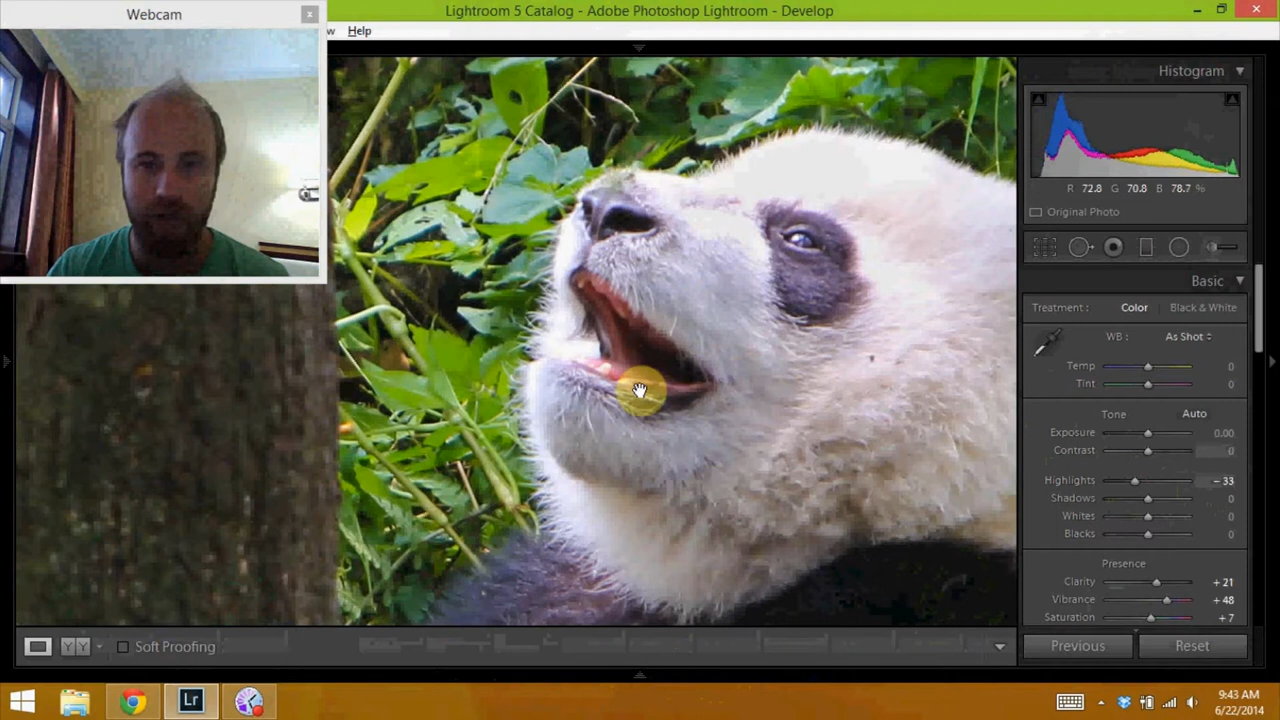 Webcam
x
Lightroom 5 Catalog - Adobe Photoshop Lightroom - Develop
Help
Histogram
R 72.8 G 70.8 B 78.7 %
Original Photo
Basic
Treatment: Color Black & White
WB: As Shot
Temp 0
Tint 0
Tone Auto
Exposure 0.00
Contrast 0
Highlights - 33
Shadows 0
Whites 0
Blacks 0
Presence
Clarity + 21
Vibrance + 48
Saturation + 7
Y Y Soft Proofing
Previous Reset
Lr
9:43 AM
6/22/2014